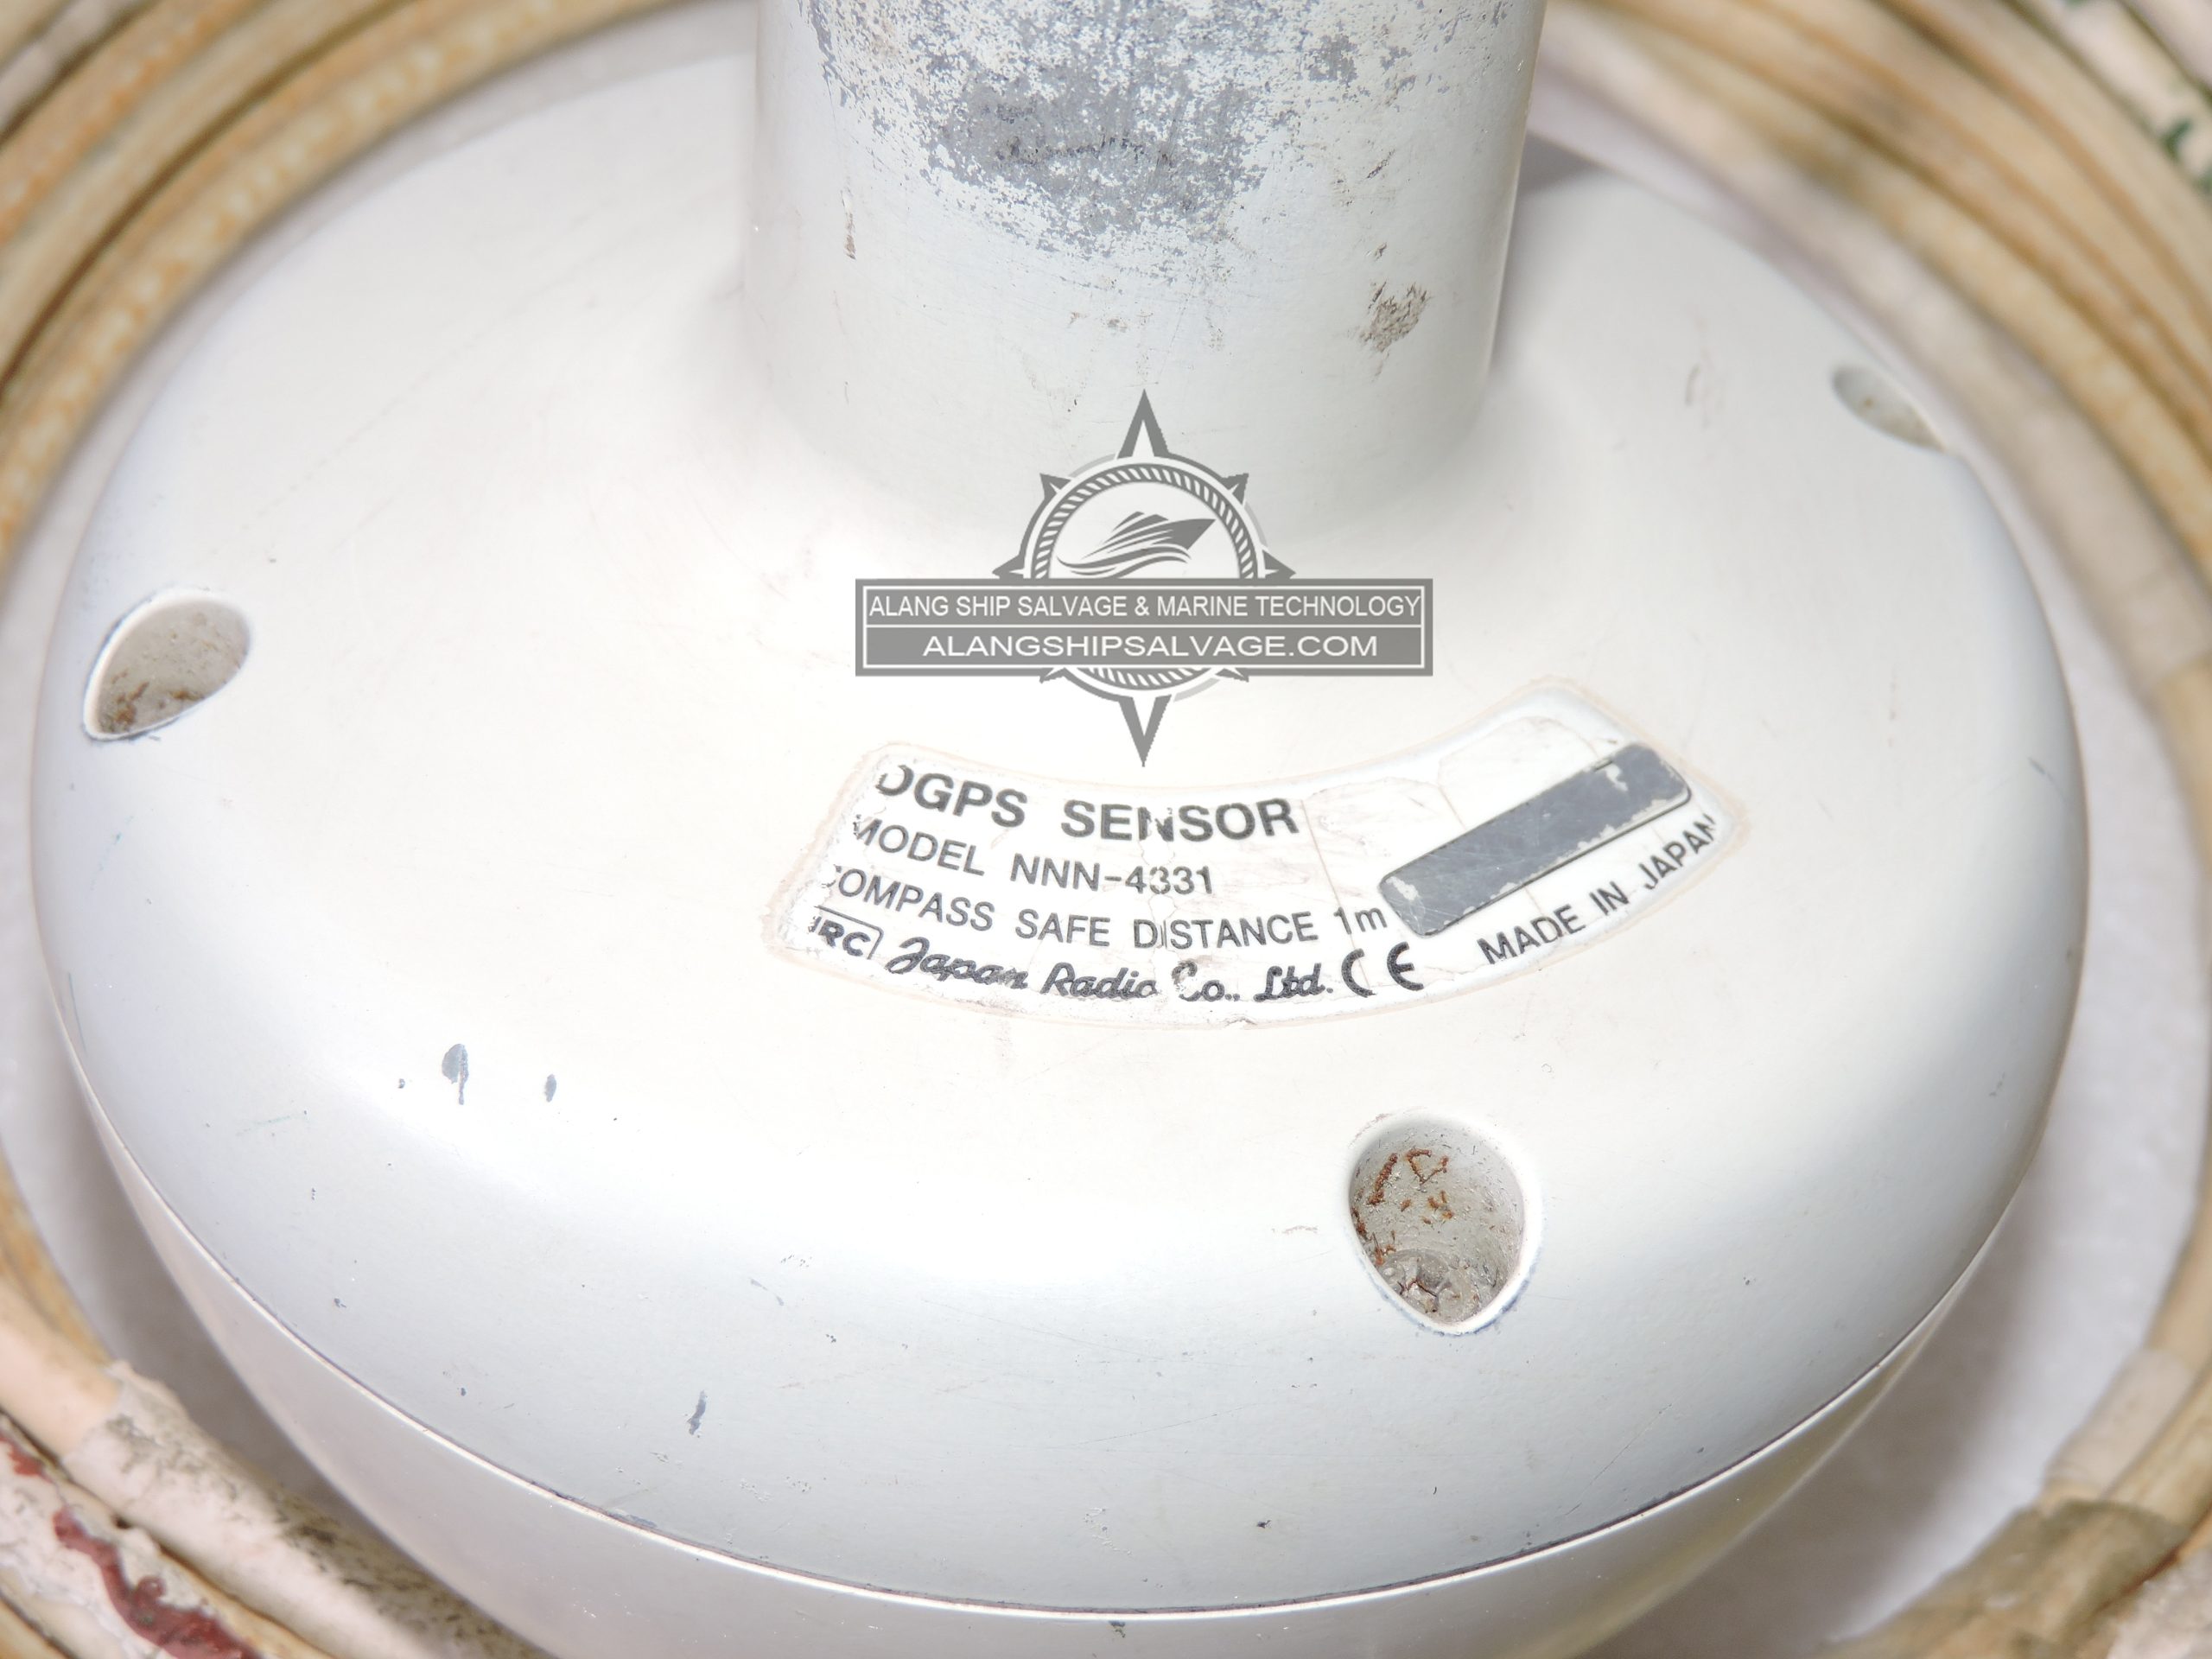 ALANG SHIP SALVAGE & MARINE TECHNOLOGY
ALANGSHIPSALVAGE.COM
DGPS SENSOR
MODEL NNN-4331
COMPASS SAFE DISTANCE 1m
JRC Japan Radio Co., Ltd. CE MADE IN JAPAN